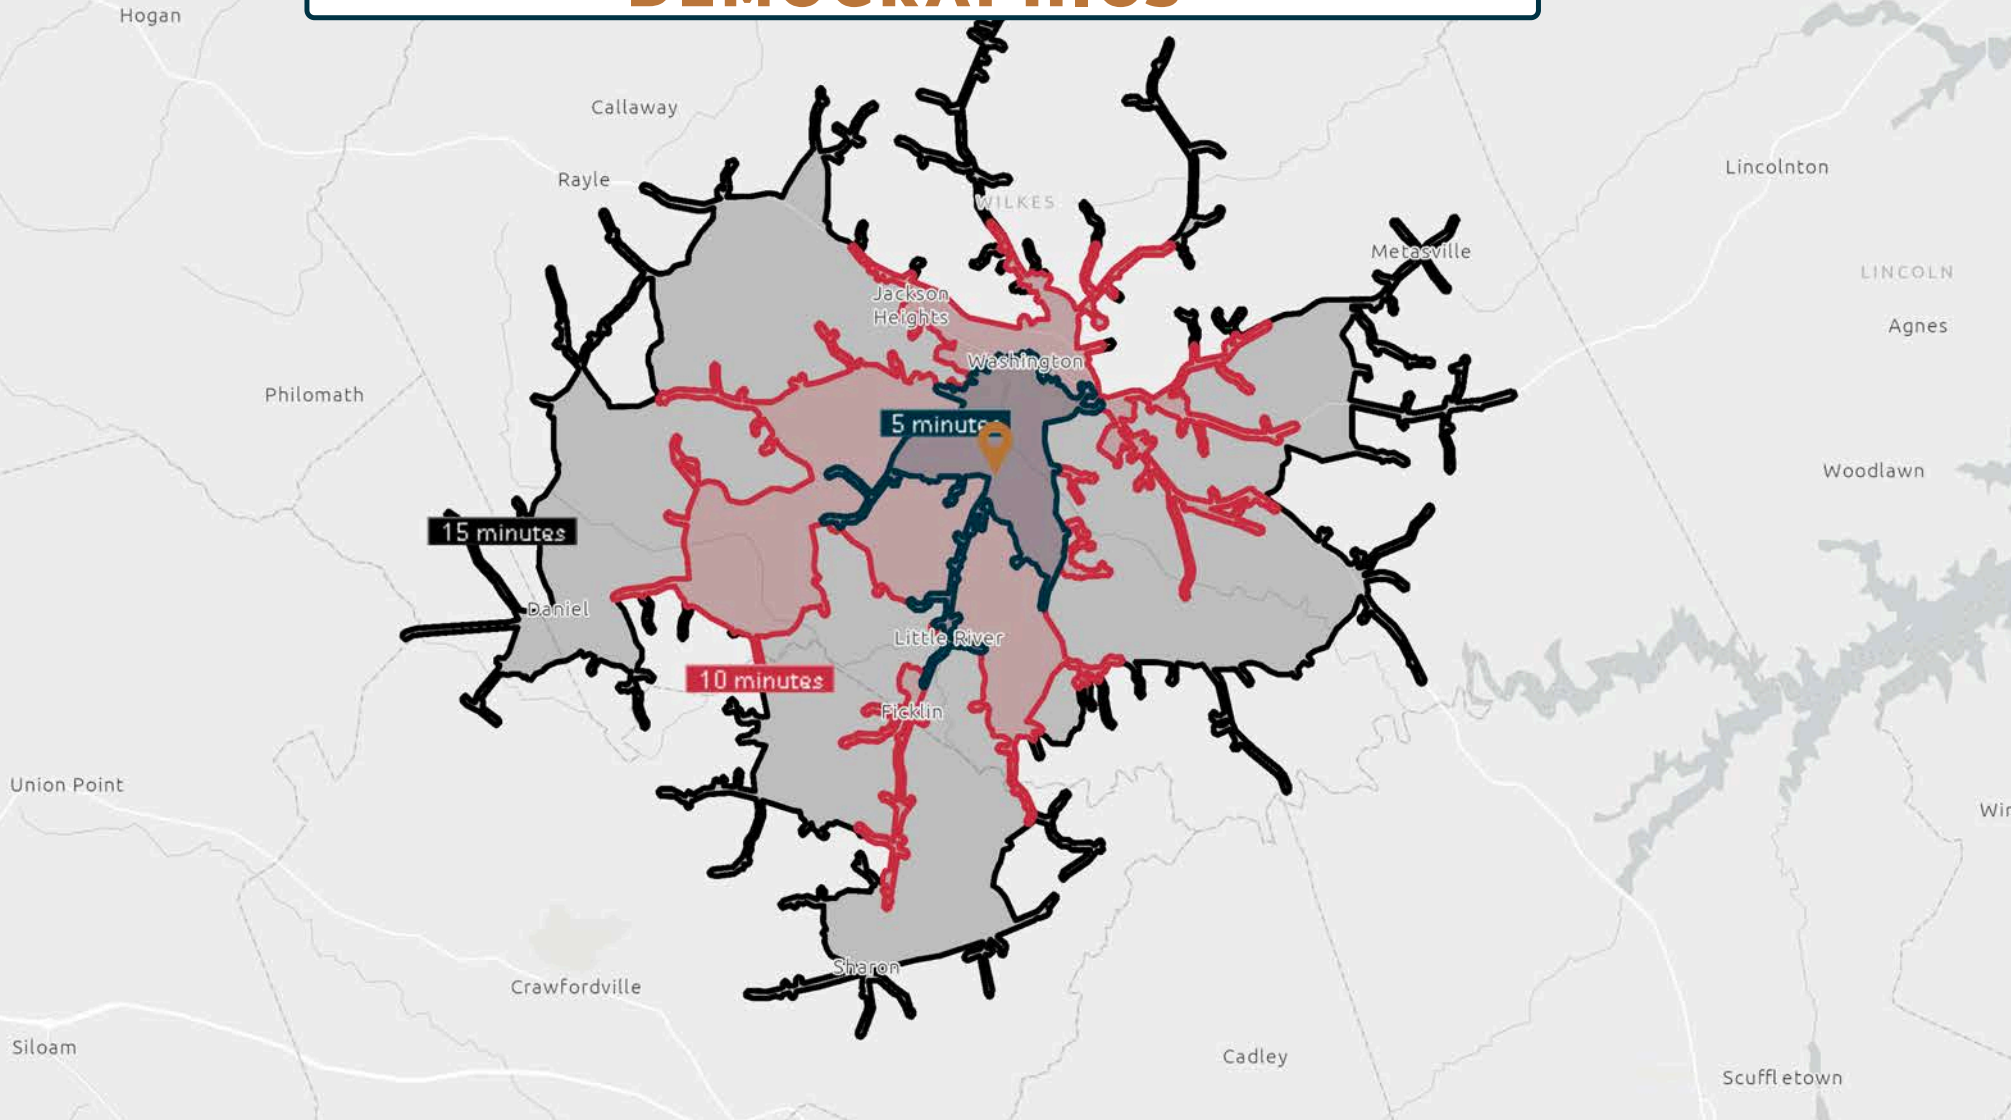 DEMOGRAPHICS
Hogan
Callaway
Rayle
Lincolnton
WILKES
Metasville
LINCOLN
Jackson
Heights
Agnes
Washington
Philomath
5 minutes
Woodlawn
15 minutes
Daniel
Little River
10 minutes
Ficklin
Union Point
Sharon
Crawfordville
Siloam
Cadley
Scuffletown